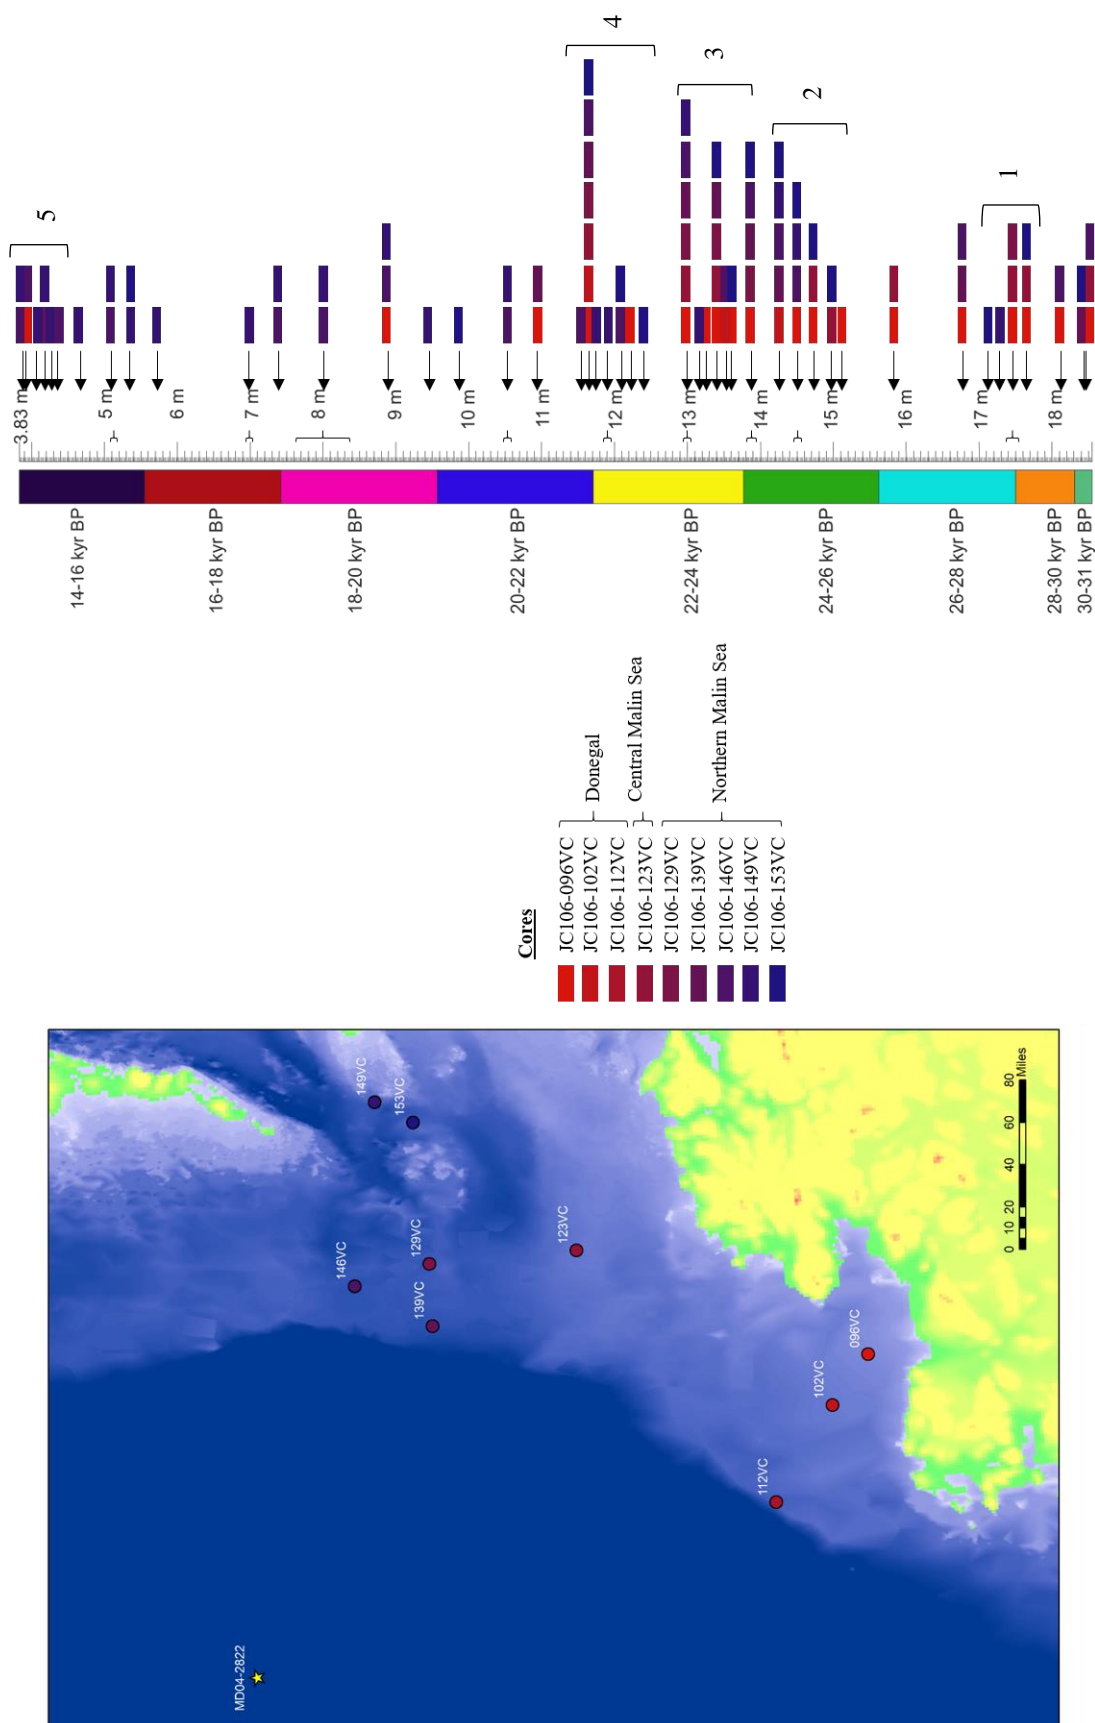 MD04-2822
112VC
102VC
096VC
139VC
146VC
129VC
123VC
153VC
149VC
0 10 20 40 60 80
Miles
Cores
JC106-096VC
JC106-102VC
JC106-112VC
JC106-123VC
JC106-129VC
JC106-139VC
JC106-146VC
JC106-149VC
JC106-153VC
Donegal
Central Malin Sea
Northern Malin Sea
14-16 kyr BP
16-18 kyr BP
18-20 kyr BP
20-22 kyr BP
22-24 kyr BP
24-26 kyr BP
26-28 kyr BP
28-30 kyr BP
30-31 kyr BP
3.83 m
5 m
6 m
7 m
8 m
9 m
10 m
11 m
12 m
13 m
14 m
15 m
16 m
17 m
18 m
5
4
3
2
1